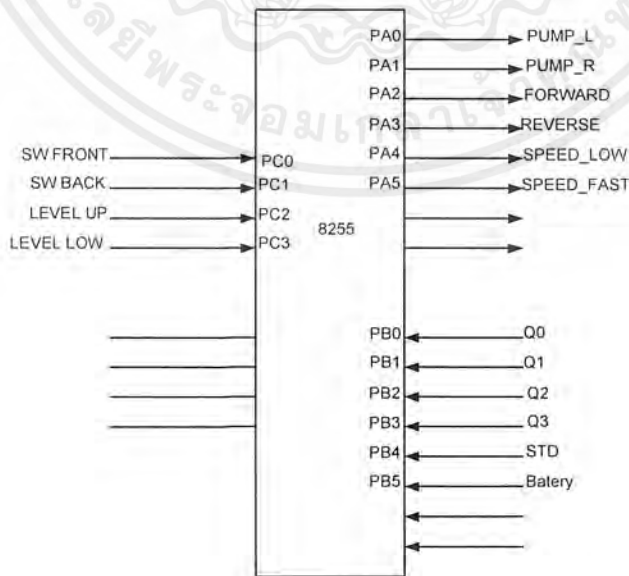 PA0 PUMP_L
PA1 PUMP_R
PA2 FORWARD
PA3 REVERSE
SW FRONT PC0 PA4 SPEED_LOW
SW BACK PC1 PA5 SPEED_FAST
LEVEL UP PC2
8255
LEVEL LOW PC3
PB0 Q0
PB1 Q1
PB2 Q2
PB3 Q3
PB4 STD
PB5 Batery